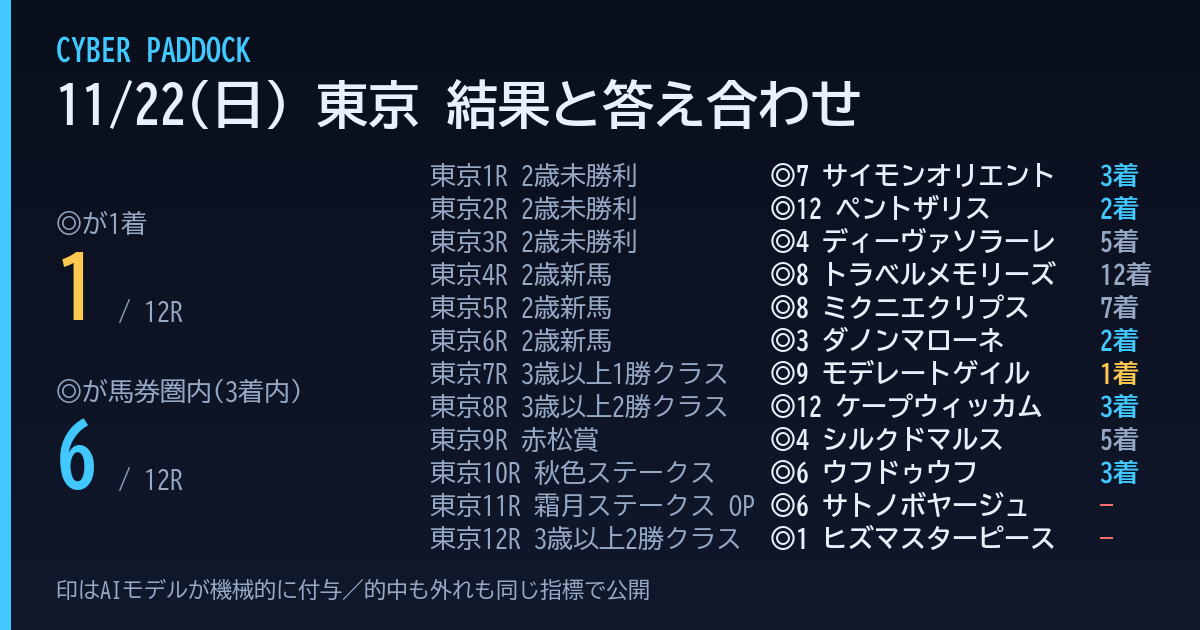 CYBER PADDOCK
11/22(日) 東京 結果と答え合わせ
◎が1着
1 / 12R
◎が馬券圏内(3着内)
6 / 12R
東京1R 2歳未勝利 ◎7 サイモンオリエント 3着
東京2R 2歳未勝利 ◎12 ペントザリス 2着
東京3R 2歳未勝利 ◎4 ディーヴァソラーレ 5着
東京4R 2歳新馬 ◎8 トラベルメモリーズ 12着
東京5R 2歳新馬 ◎8 ミクニエクリプス 7着
東京6R 2歳新馬 ◎3 ダノンマローネ 2着
東京7R 3歳以上1勝クラス ◎9 モデレートゲイル 1着
東京8R 3歳以上2勝クラス ◎12 ケープウィッカム 3着
東京9R 赤松賞 ◎4 シルクドマルス 5着
東京10R 秋色ステークス ◎6 ウフドゥウフ 3着
東京11R 霜月ステークス OP ◎6 サトノボヤージュ −
東京12R 3歳以上2勝クラス ◎1 ヒズマスターピース −
印はAIモデルが機械的に付与／的中も外れも同じ指標で公開